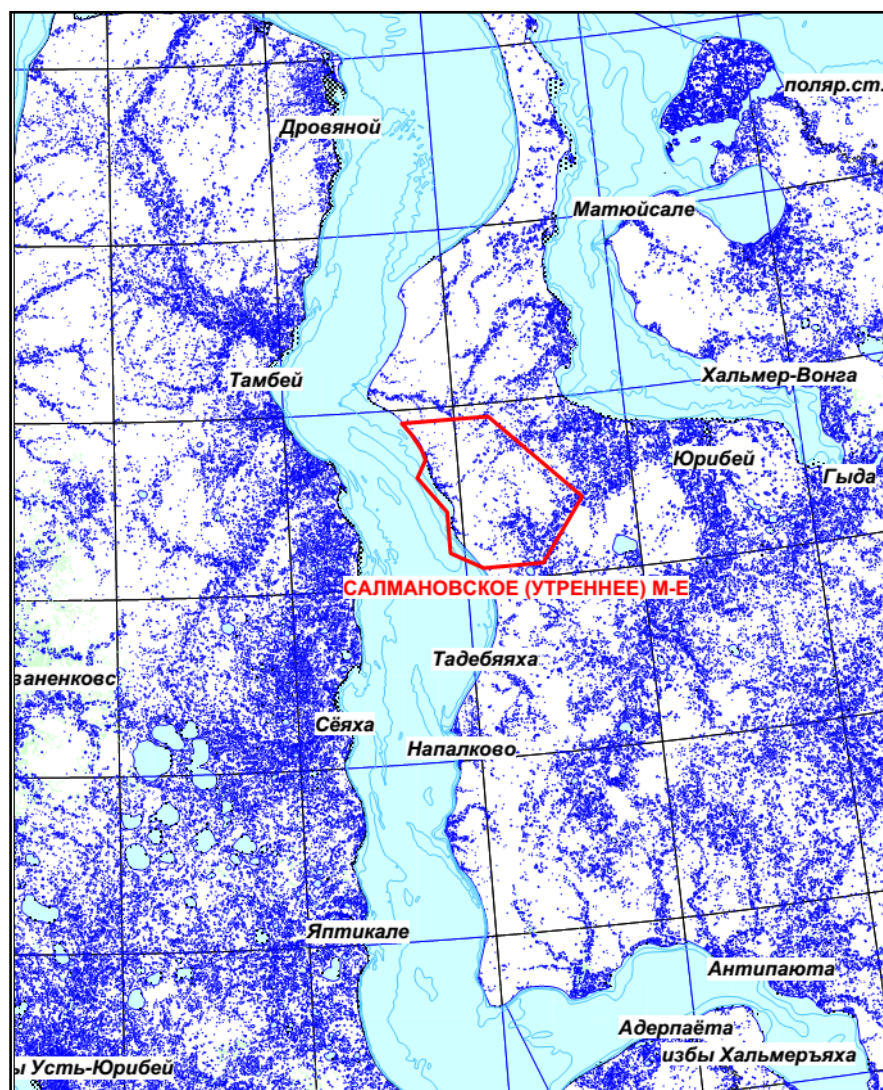 поляр.ст.
Дровяной
Матюйсале
Тамбей
Хальмер-Вонга
Юрибей
Гыда
САЛМАНОВСКОЕ (УТРЕННЕЕ) М-Е
Тадебяяха
заненковс
Сёяха
Напалково
Яптикале
Антипаюта
Адерпаёта
избы Хальмеръяха
ы Усть-Юрибей